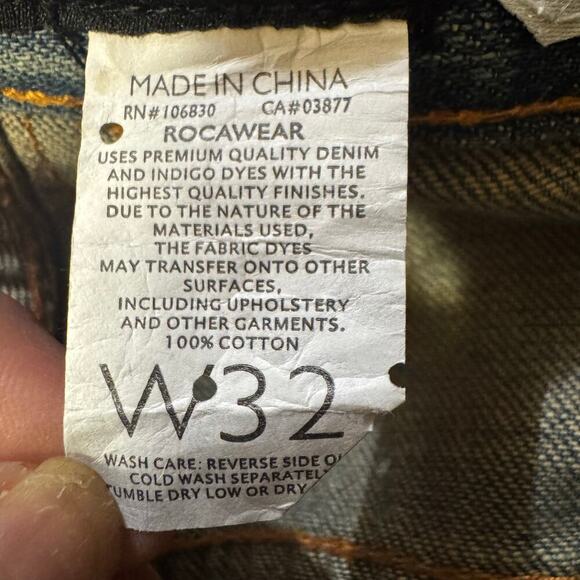 MADE IN CHINA
RN#106830 CA#03877
ROCAWEAR
USES PREMIUM QUALITY DENIM
AND INDIGO DYES WITH THE
HIGHEST QUALITY FINISHES.
DUE TO THE NATURE OF THE
MATERIALS USED,
THE FABRIC DYES
MAY TRANSFER ONTO OTHER
SURFACES,
INCLUDING UPHOLSTERY
AND OTHER GARMENTS.
100% COTTON
W32
WASH CARE: REVERSE SIDE
COLD WASH SEPARATELY
TUMBLE DRY LOW OR DRY